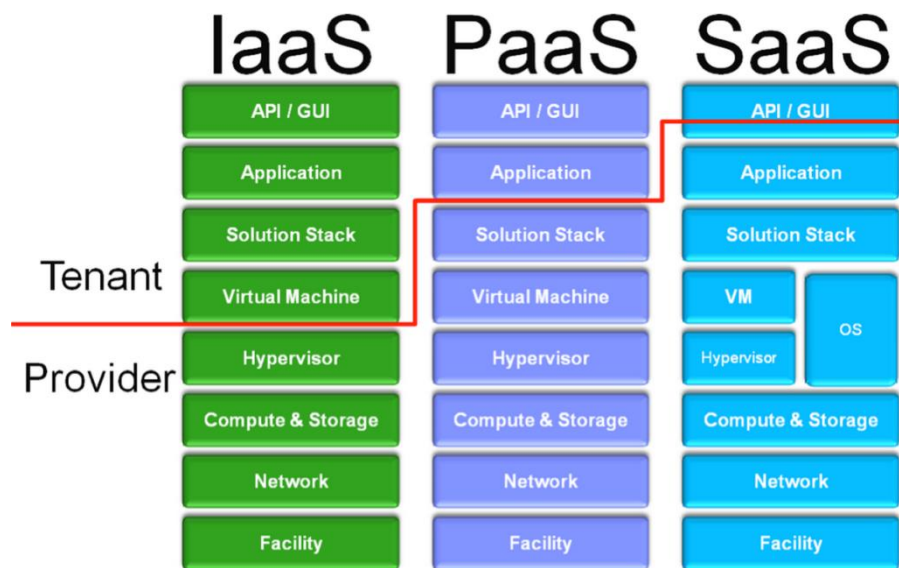 IaaS PaaS SaaS
API / GUI API / GUI API / GUI
Application Application Application
Solution Stack Solution Stack Solution Stack
Tenant
Virtual Machine Virtual Machine VM
OS
Provider
Hypervisor Hypervisor Hypervisor
Compute & Storage Compute & Storage Compute & Storage
Network Network Network
Facility Facility Facility